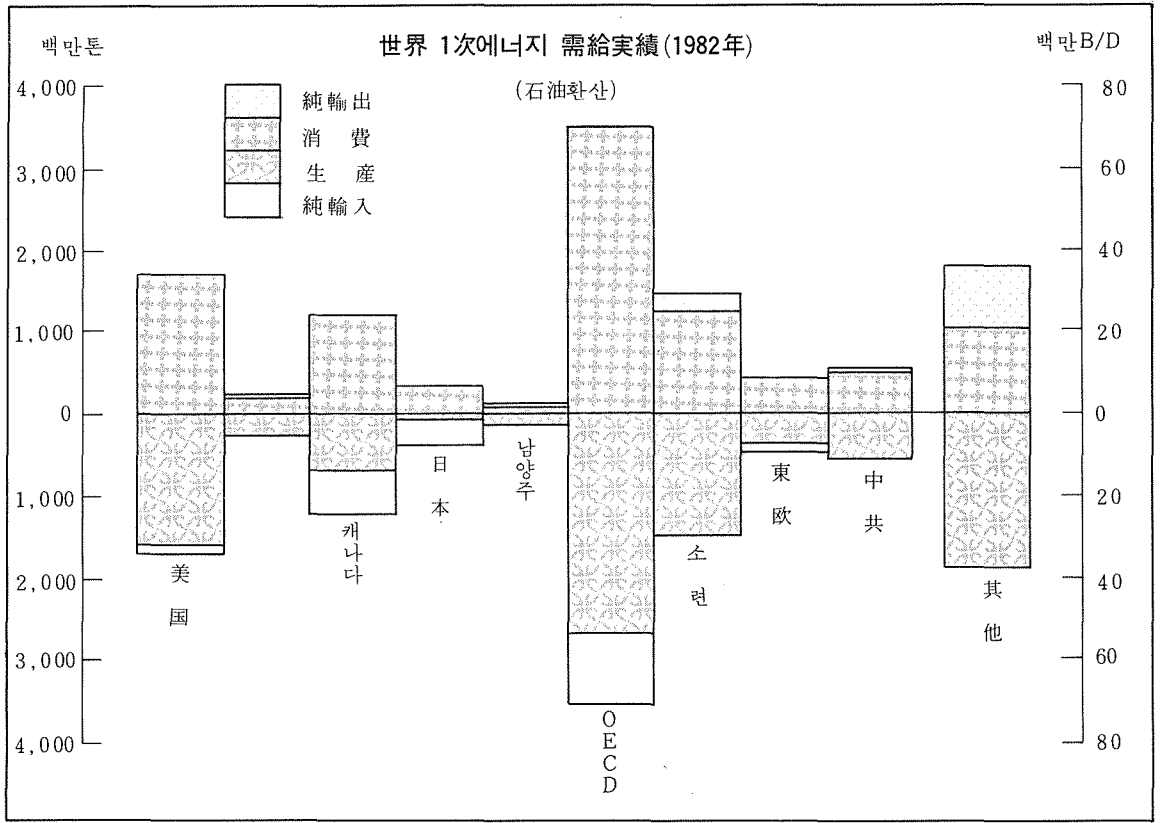 世界 1次에너지 需給実績(1982年)
(石油환산)
백만톤
백만B/D
純輸出
消 費
生 産
純輸入
4,000
3,000
2,000
1,000
0
1,000
2,000
3,000
4,000
80
60
40
20
0
20
40
60
80
美国
캐나다
日本
남양주
OECD
소련
東欧
中共
其他